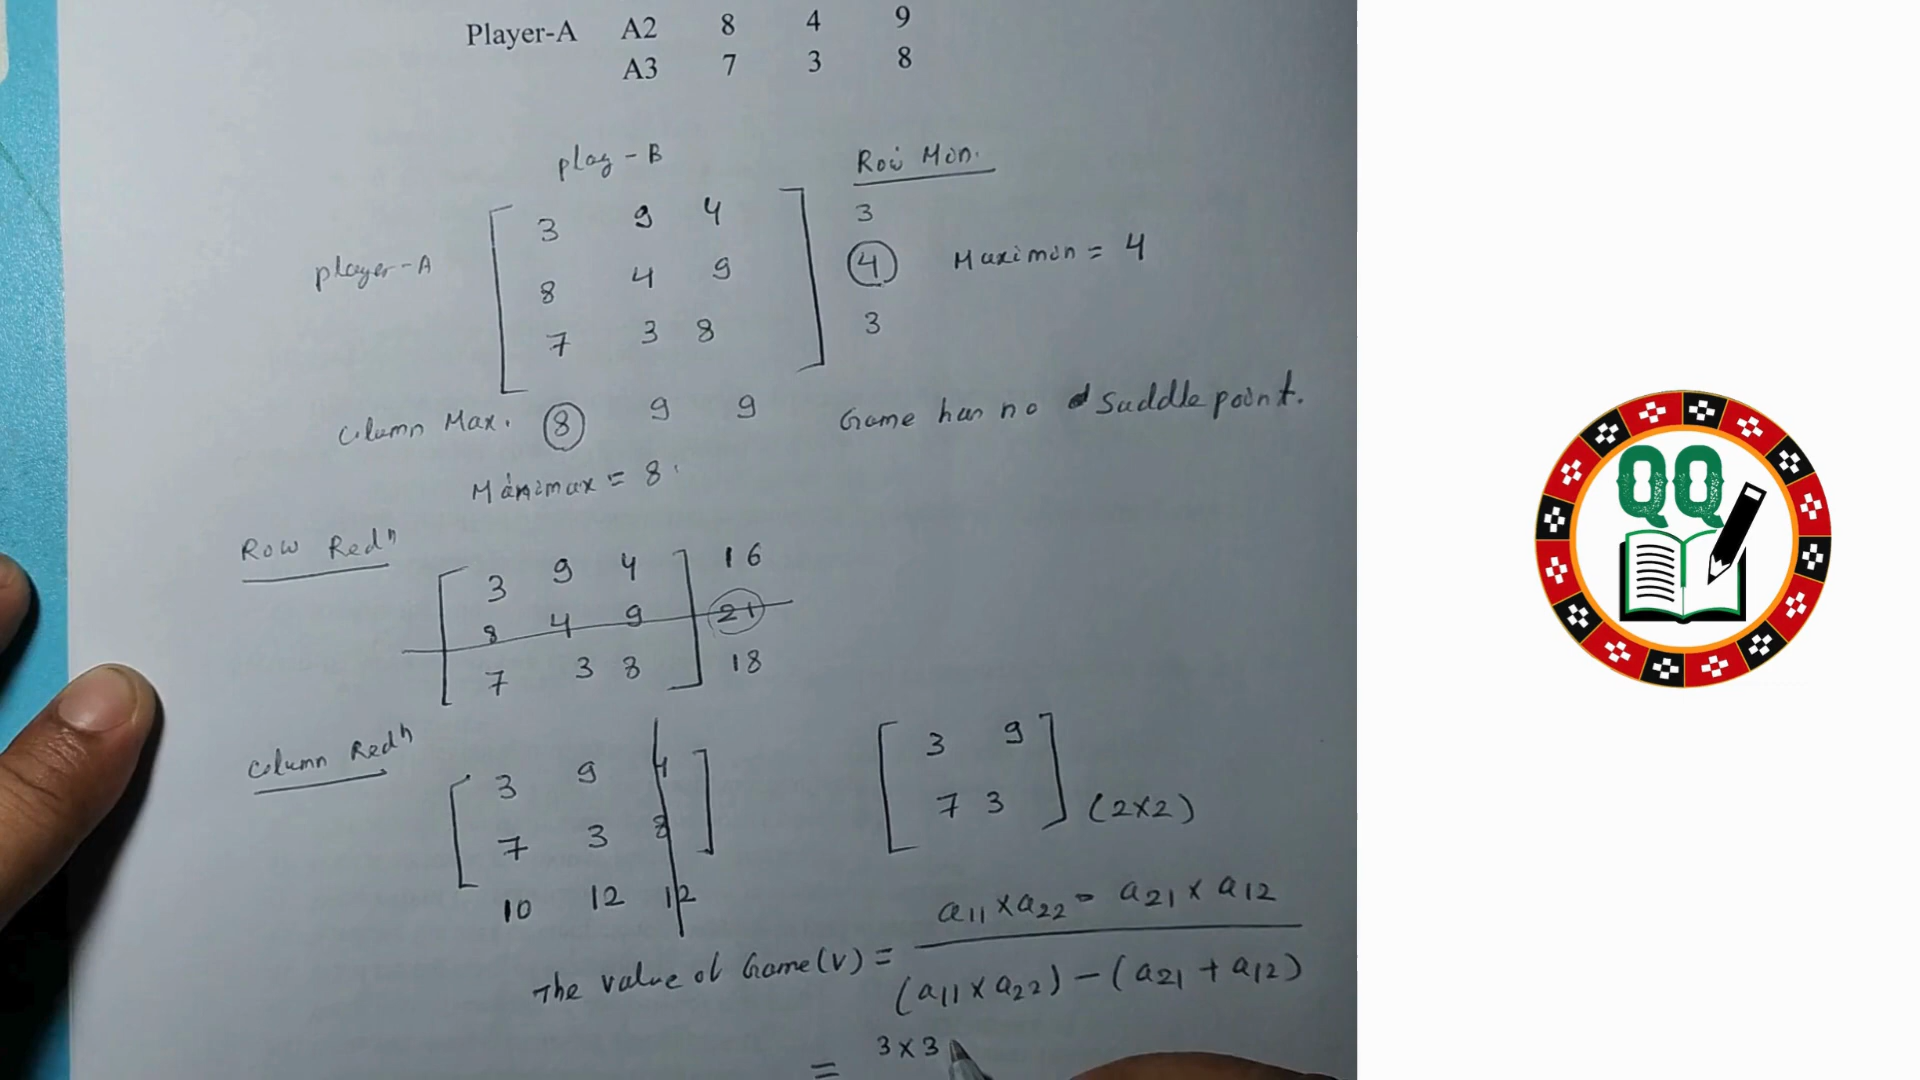 Player-A A2 8 4 9
A3 7 3 8
play - B
Row Min.
player-A
3 9 4 3
8 4 9 4 Maximin = 4
7 3 8 3
column Max. 8 9 9 Game has no saddle point.
Minimax = 8
Row Redn
3 9 4 16
8 4 9 21
7 3 8 18
column Redn
3 9 4
7 3 8
10 12 12
3 9
7 3 (2x2)
The value of Game(V) = a11 x a22 - a21 x a12
(a11 x a22) - (a21 + a12)
= 3 x 3
QQ